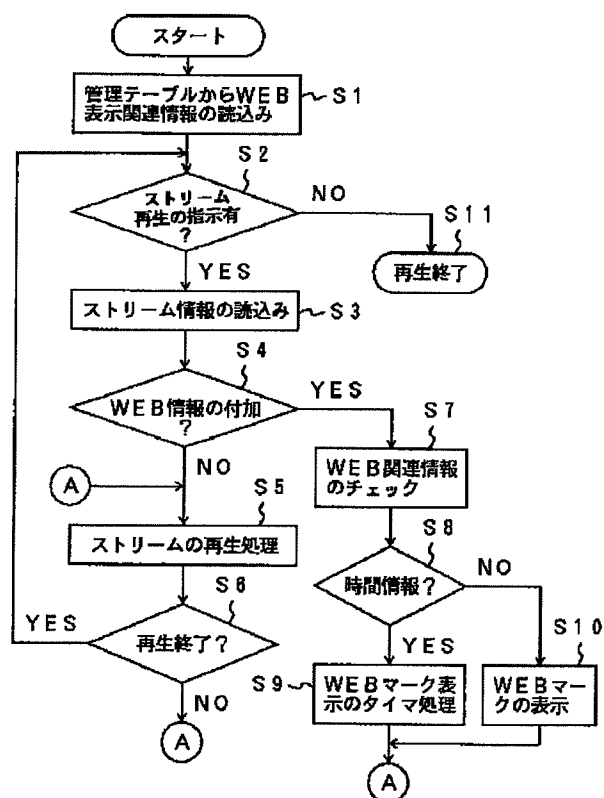 スタート
管理テーブルからWEB
表示関連情報の読込み
S1
S2
ストリーム
再生の指示有
?
NO
S11
再生終了
YES
ストリーム情報の読込み
S3
S4
WEB情報の付加
?
YES
S7
WEB関連情報
のチェック
NO
A
S5
ストリームの再生処理
S8
時間情報?
NO
S6
再生終了?
YES
NO
A
YES
S9
WEBマーク表
示のタイマ処理
S10
WEBマー
クの表示
A